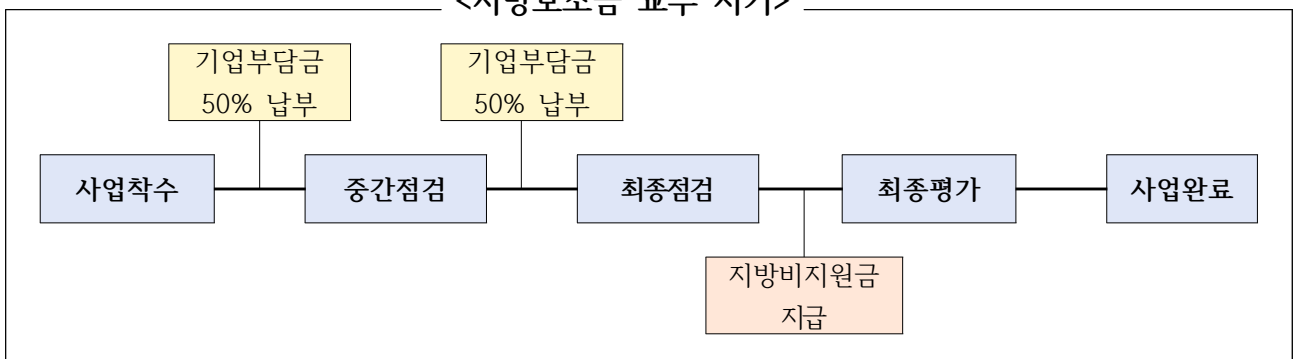 기업부담금
50% 납부
기업부담금
50% 납부
사업착수
중간점검
최종점검
최종평가
사업완료
지방비지원금
지급